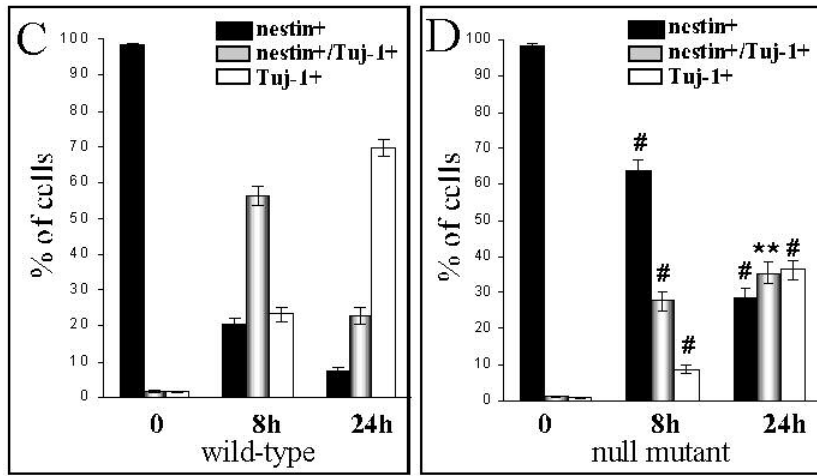 C
nestin+
nestin+/Tuj-1+
Tuj-1+
% of cells
100
90
80
70
60
50
40
30
20
10
0
0 8h 24h
wild-type
D
nestin+
nestin+/Tuj-1+
Tuj-1+
% of cells
100
90
80
70
60
50
40
30
20
10
0
#
#
#
#
**
#
0 8h 24h
null mutant